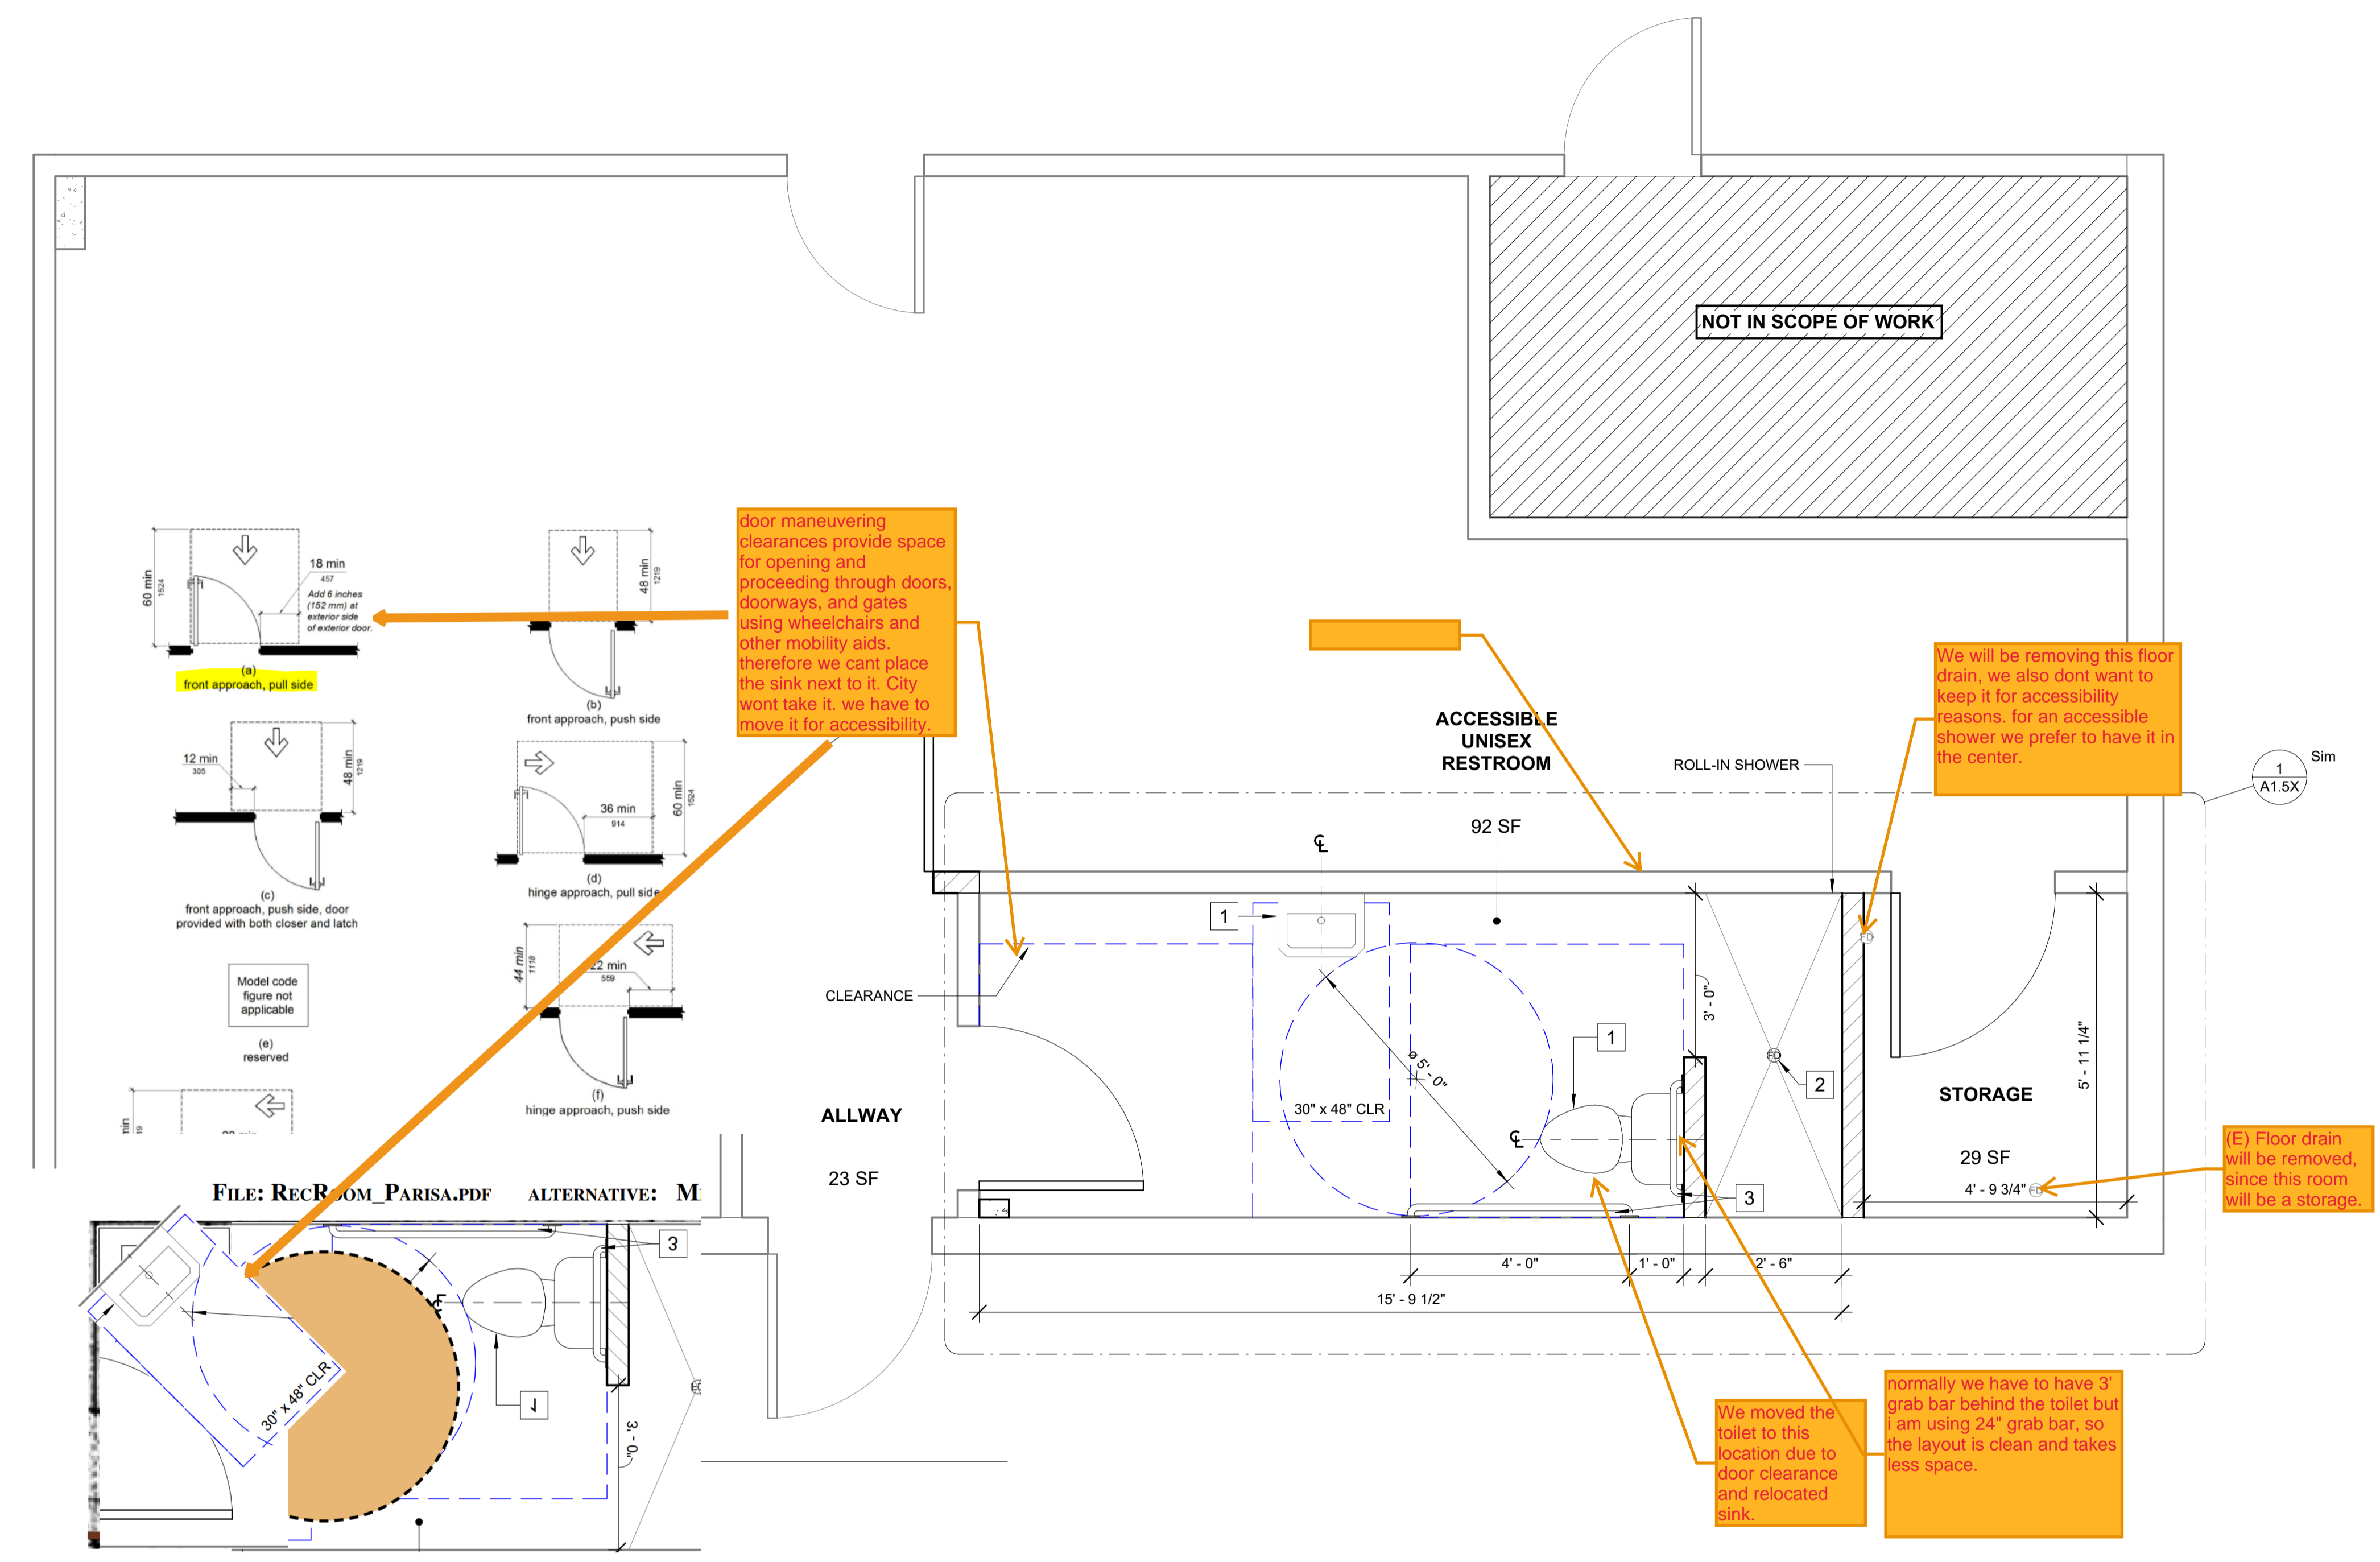 NOT IN SCOPE OF WORK
60 min
1524
18 min
457
Add 6 inches
(152 mm) at
exterior side
of exterior door.
(a)
front approach, pull side
48 min
1219
(b)
front approach, push side
12 min
305
48 min
1219
(c)
front approach, push side, door
provided with both closer and latch
36 min
914
60 min
1524
(d)
hinge approach, pull side
Model code
figure not
applicable
(e)
reserved
44 min
1118
22 min
559
(f)
hinge approach, push side
min
door maneuvering
clearances provide space
for opening and
proceeding through doors,
doorways, and gates
using wheelchairs and
other mobility aids.
therefore we cant place
the sink next to it. City
wont take it. we have to
move it for accessibility.
We will be removing this floor
drain, we also dont want to
keep it for accessibility
reasons. for an accessible
shower we prefer to have it in
the center.
ACCESSIBLE
UNISEX
RESTROOM
ROLL-IN SHOWER
1
A1.5X
Sim
92 SF
CL
1
CLEARANCE
3' - 0"
ø 5' - 0"
1
FD
FD
2
30" x 48" CLR
CL
3
ALLWAY
23 SF
STORAGE
29 SF
5' - 11 1/4"
4' - 9 3/4"
FD
(E) Floor drain
will be removed,
since this room
will be a storage.
4' - 0"
1' - 0"
2' - 6"
15' - 9 1/2"
FILE: RECROOM_PARISA.PDF ALTERNATIVE:
3
30" x 48" CLR
1
3' - 0"
We moved the
toilet to this
location due to
door clearance
and relocated
sink.
normally we have to have 3'
grab bar behind the toilet but
i am using 24" grab bar, so
the layout is clean and takes
less space.